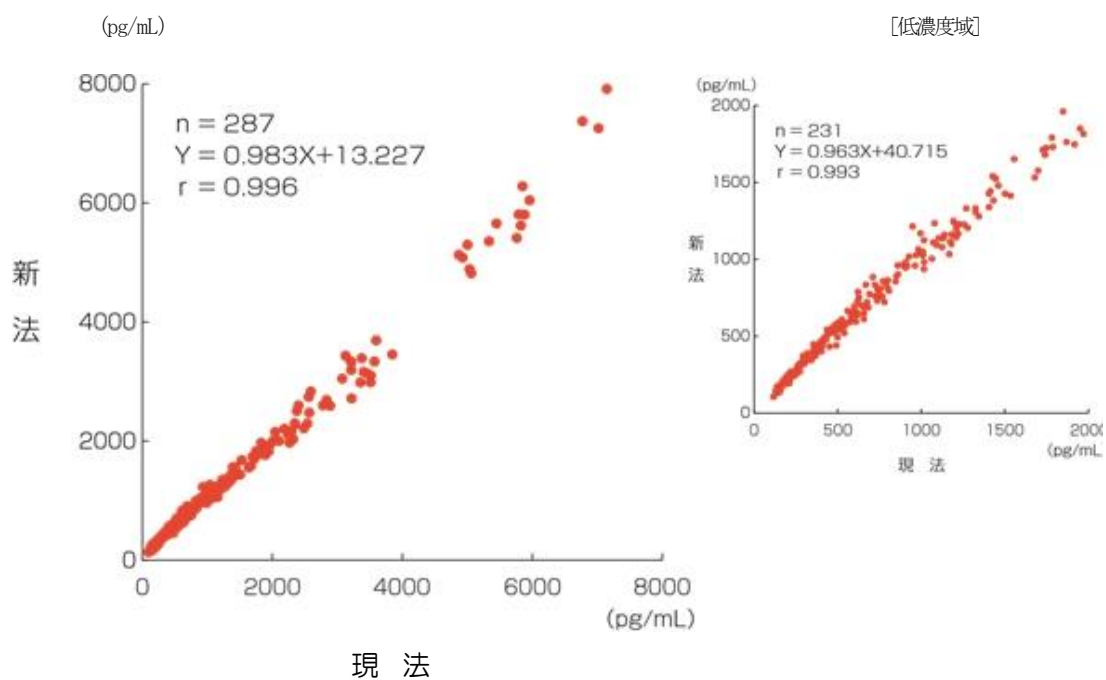 (pg/mL)
[低濃度域]
8000
6000
4000
2000
0
n = 287
Y = 0.983X+13.227
r = 0.996
新
法
0 2000 4000 6000 8000
(pg/mL)
現 法
(pg/mL)
2000
1500
1000
500
0
n = 231
Y = 0.963X+40.715
r = 0.993
新
法
0 500 1000 1500 2000
(pg/mL)
現 法